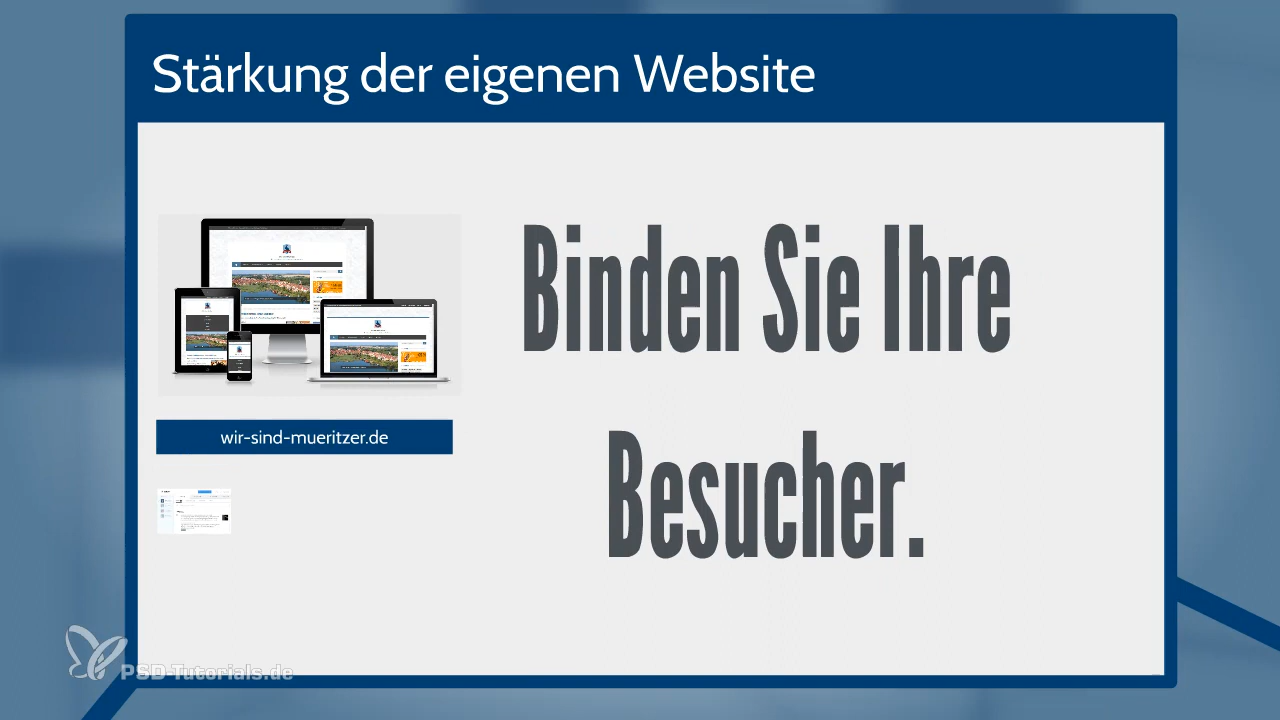 Stärkung der eigenen Website
Binden Sie Ihre
Besucher.
wir-sind-mueritzer.de
PSD-Tutorials.de